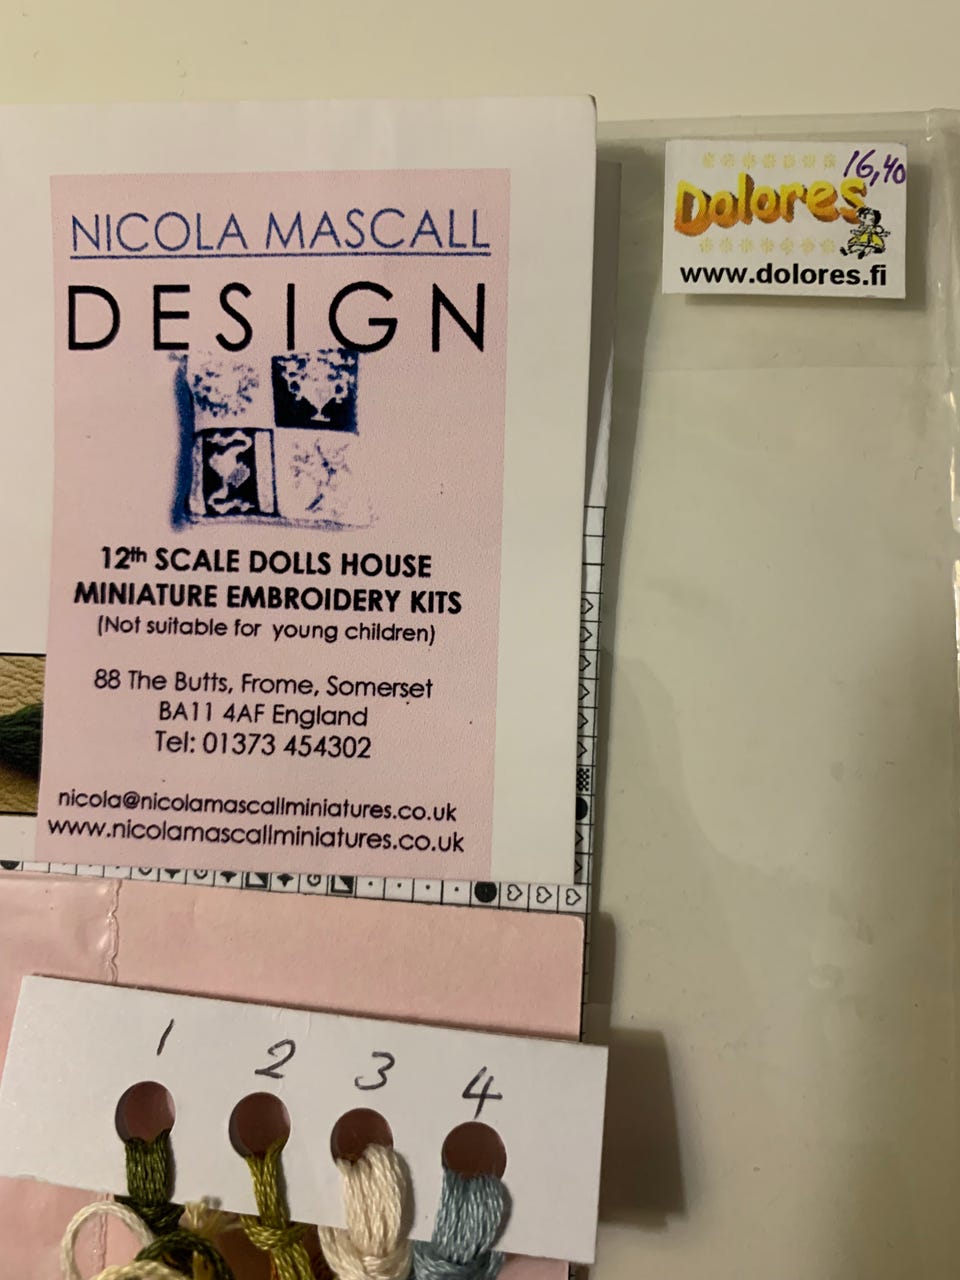 NICOLA MASCALL
DESIGN
12th SCALE DOLLS HOUSE
MINIATURE EMBROIDERY KITS
(Not suitable for young children)
88 The Butts, Frome, Somerset
BA11 4AF England
Tel: 01373 454302
nicola@nicolamascallminiatures.co.uk
www.nicolamascallminiatures.co.uk
16,40
Dolores
www.dolores.fi
1 2 3 4